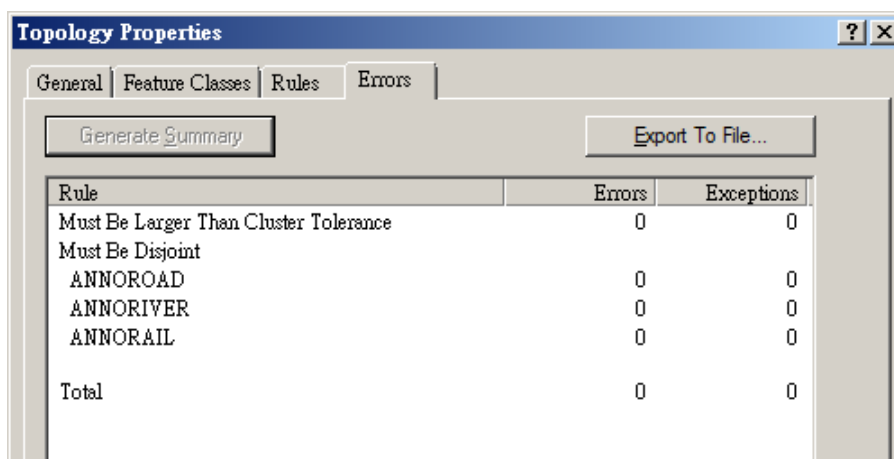 Topology Properties
? X
General Feature Classes Rules Errors
Generate Summary Export To File...
Rule Errors Exceptions
Must Be Larger Than Cluster Tolerance 0 0
Must Be Disjoint
ANNOROAD 0 0
ANNORIVER 0 0
ANNORAIL 0 0
Total 0 0